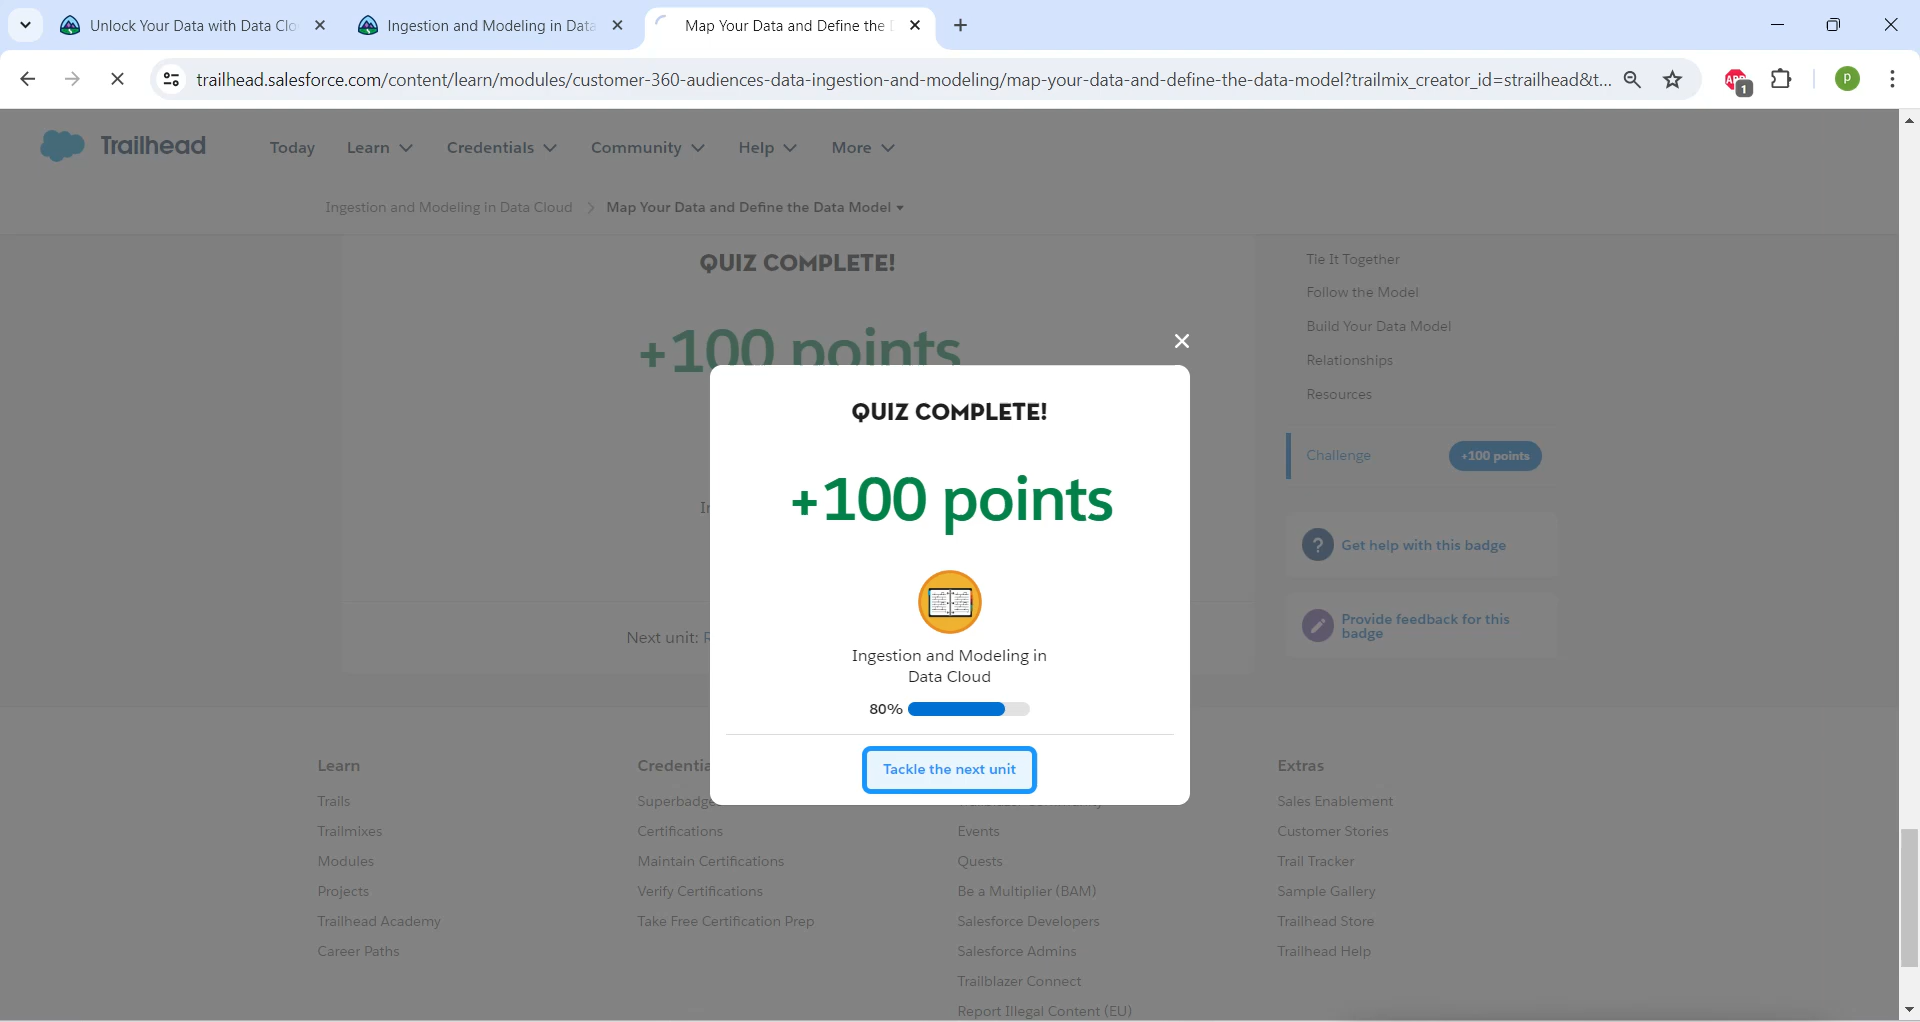 Unlock Your Data with Data Clo
Ingestion and Modeling in Data
Map Your Data and Define the D
trailhead.salesforce.com/content/learn/modules/customer-360-audiences-data-ingestion-and-modeling/map-your-data-and-define-the-data-model?trailmix_creator_id=strailhead&t...
ABP
1
P
Trailhead
Today
Learn
Credentials
Community
Help
More
Ingestion and Modeling in Data Cloud
Map Your Data and Define the Data Model
QUIZ COMPLETE!
+100 points
Next unit:
QUIZ COMPLETE!
+100 points
Ingestion and Modeling in
Data Cloud
80%
Tackle the next unit
Tie It Together
Follow the Model
Build Your Data Model
Relationships
Resources
Challenge
+100 points
?
Get help with this badge
Provide feedback for this
badge
Learn
Trails
Trailmixes
Modules
Projects
Trailhead Academy
Career Paths
Credentia
Superbadge
Certifications
Maintain Certifications
Verify Certifications
Take Free Certification Prep
Events
Quests
Be a Multiplier (BAM)
Salesforce Developers
Salesforce Admins
Trailblazer Connect
Report Illegal Content (EU)
Extras
Sales Enablement
Customer Stories
Trail Tracker
Sample Gallery
Trailhead Store
Trailhead Help